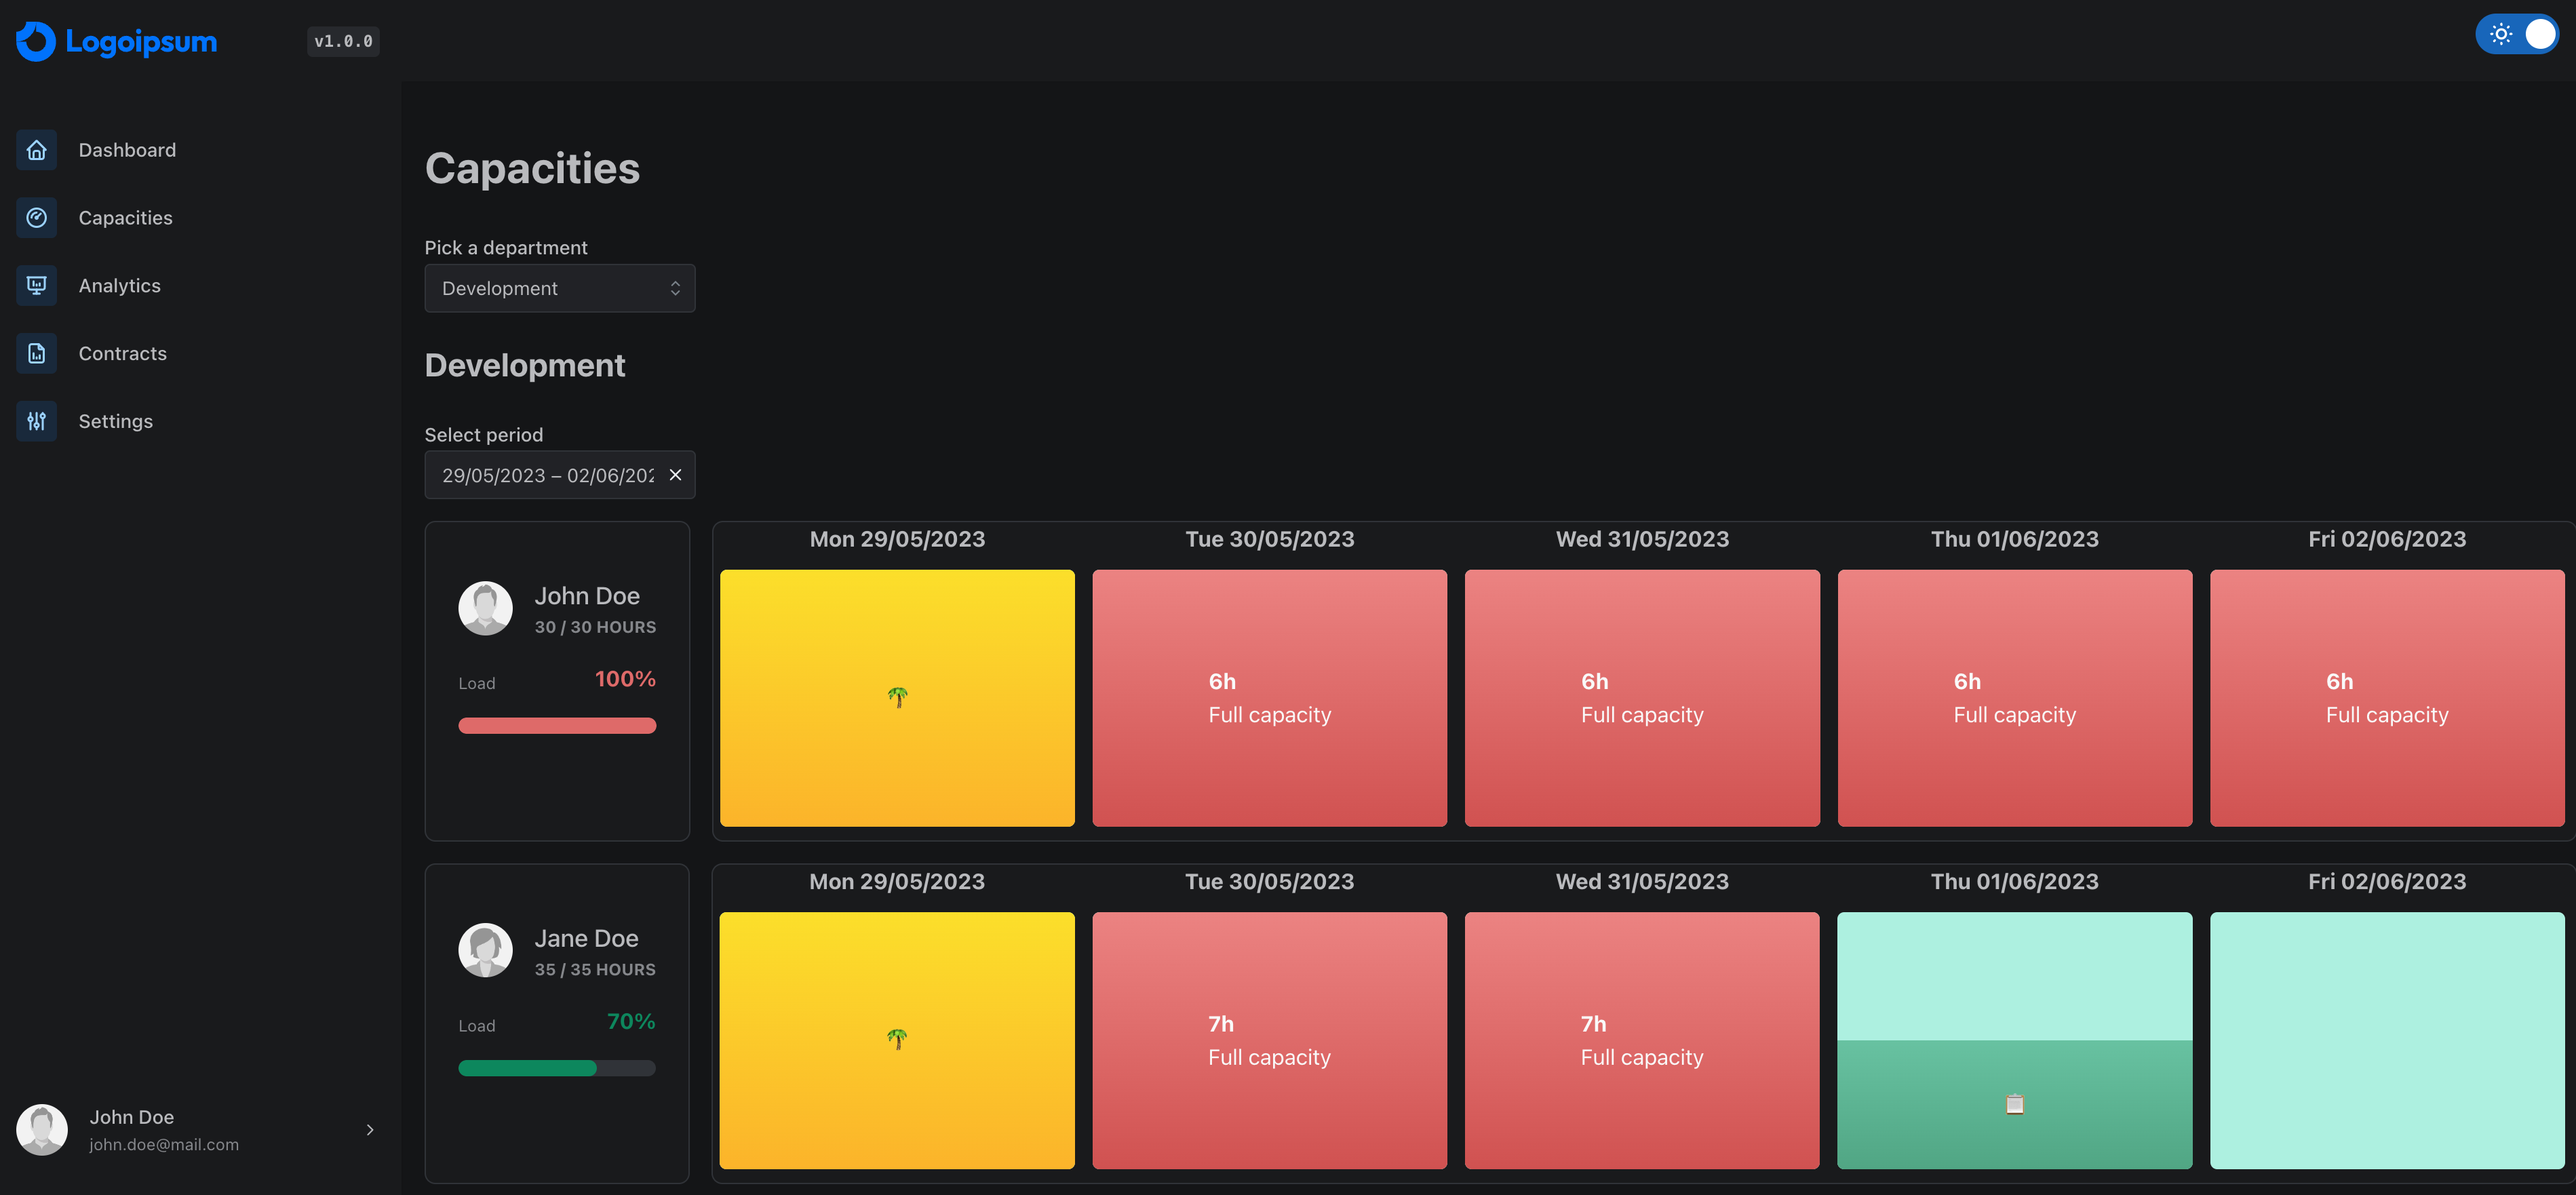 Logoipsum
v1.0.0
Dashboard
Capacities
Analytics
Contracts
Settings
John Doe
john.doe@mail.com
Capacities
Pick a department
Development
Development
Select period
29/05/2023 – 02/06/202
John Doe
30 / 30 HOURS
Load 100%
Mon 29/05/2023 Tue 30/05/2023 Wed 31/05/2023 Thu 01/06/2023 Fri 02/06/2023
6h 6h 6h 6h
Full capacity Full capacity Full capacity Full capacity
Jane Doe
35 / 35 HOURS
Load 70%
Mon 29/05/2023 Tue 30/05/2023 Wed 31/05/2023 Thu 01/06/2023 Fri 02/06/2023
7h 7h
Full capacity Full capacity